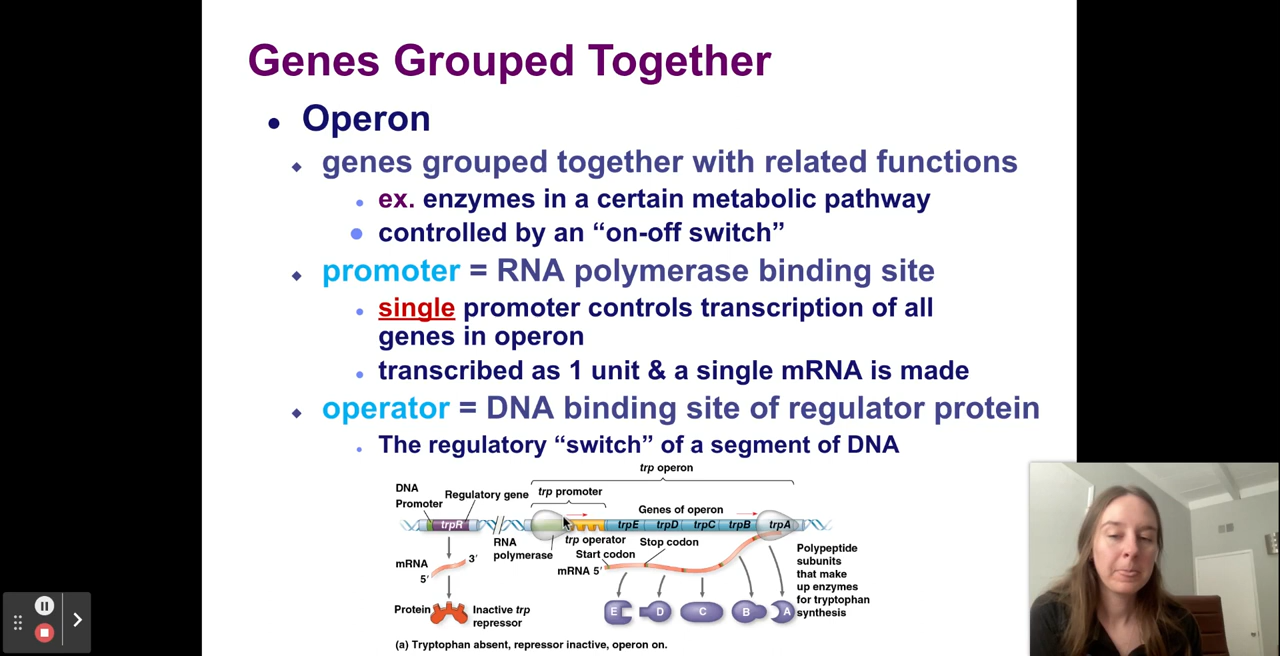 Genes Grouped Together
• Operon
◆ genes grouped together with related functions
• ex. enzymes in a certain metabolic pathway
• controlled by an “on-off switch”
◆ promoter = RNA polymerase binding site
• single promoter controls transcription of all
genes in operon
• transcribed as 1 unit & a single mRNA is made
◆ operator = DNA binding site of regulator protein
• The regulatory “switch” of a segment of DNA
trp operon
DNA
Promoter
Regulatory gene
trp promoter
Genes of operon
trpR
trpE
trpD
trpC
trpB
trpA
RNA
polymerase
trp operator
Start codon
Stop codon
mRNA
5'
3'
mRNA 5'
Polypeptide
subunits
that make
up enzymes
for tryptophan
synthesis
Protein
Inactive trp
repressor
E
D
C
B
A
(a) Tryptophan absent, repressor inactive, operon on.